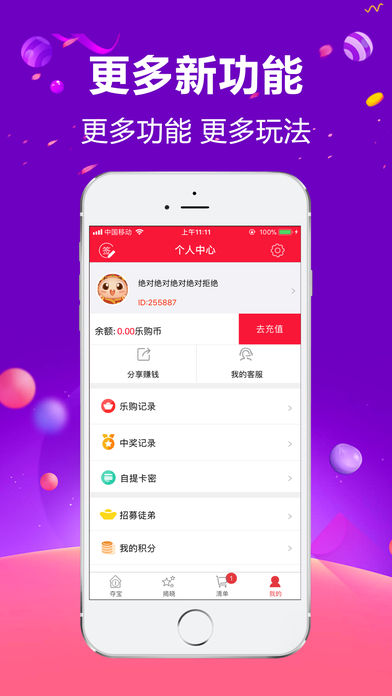 更多新功能
更多功能 更多玩法
中国移动 上午11:11 100%
签 个人中心
绝对绝对绝对绝对拒绝
ID:255887
余额: 0.00乐购币 去充值
分享赚钱 我的客服
乐购记录
中奖记录
自提卡密
招募徒弟
我的积分
1
夺宝 揭晓 清单 我的